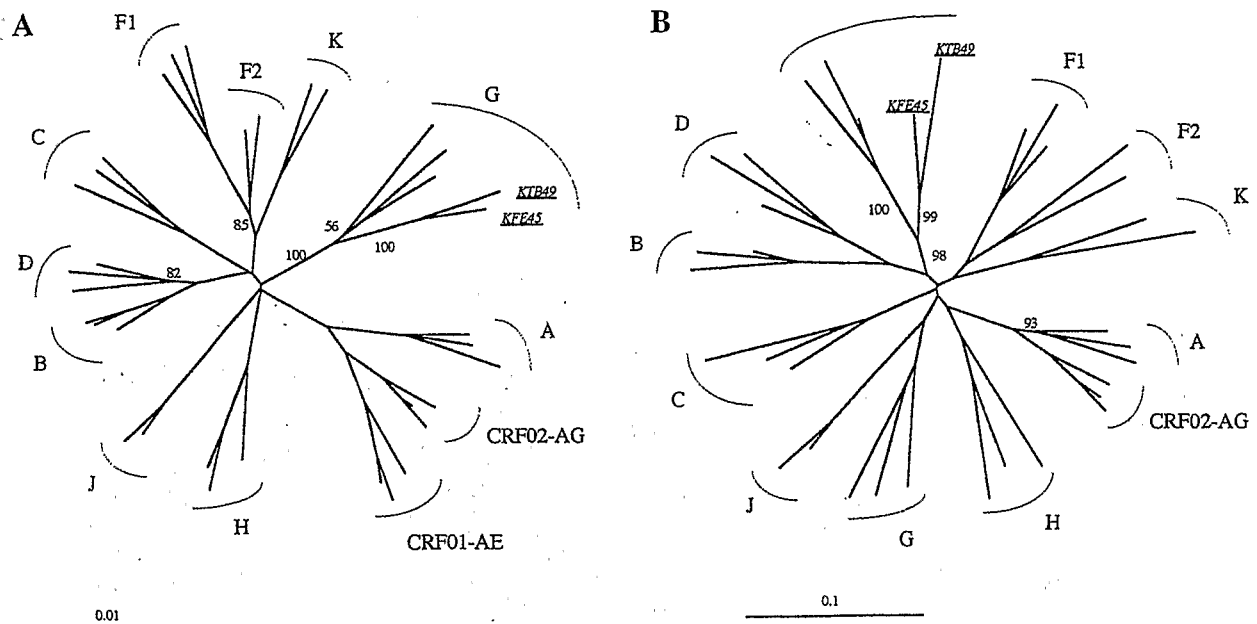 A
F1
F2
K
G
C
KTB49
KFE45
85
56
100
100
D
82
B
A
CRF02-AG
J
H
CRF01-AE
0.01
B
KTB49
KFE45
F1
D
F2
K
100
99
B
98
93
A
C
CRF02-AG
J
G
H
0.1